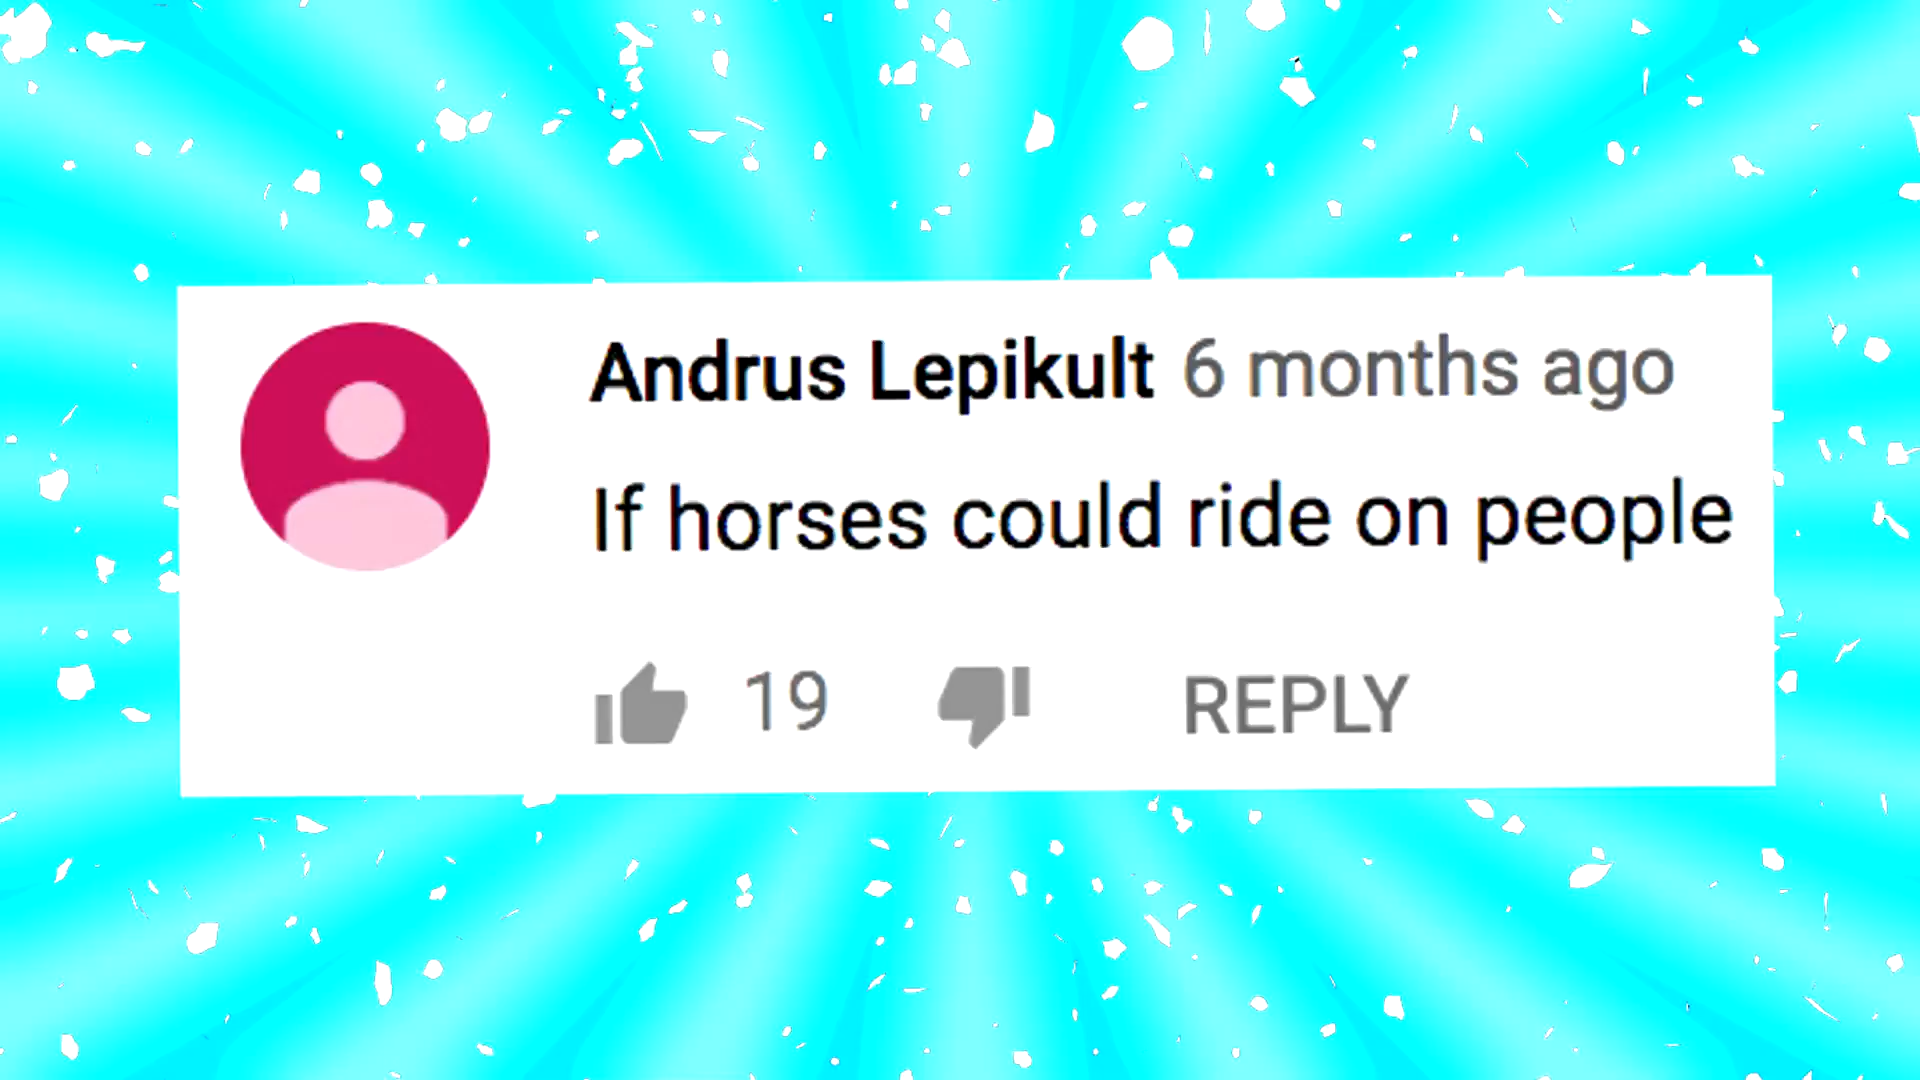 Andrus Lepikult 6 months ago
If horses could ride on people
19 REPLY